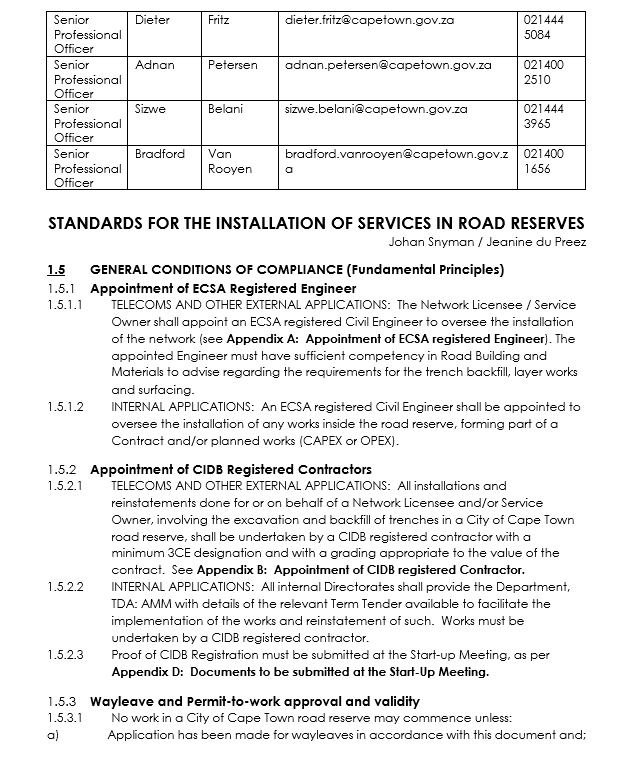 Senior Professional Officer Dieter Fritz dieter.fritz@capetown.gov.za 021444 5084
Senior Professional Officer Adnan Petersen adnan.petersen@capetown.gov.za 021400 2510
Senior Professional Officer Sizwe Belani sizwe.belani@capetown.gov.za 021444 3965
Senior Professional Officer Bradford Van Rooyen bradford.vanrooyen@capetown.gov.za 021400 1656
STANDARDS FOR THE INSTALLATION OF SERVICES IN ROAD RESERVES
Johan Snyman / Jeanine du Preez
1.5 GENERAL CONDITIONS OF COMPLIANCE (Fundamental Principles)
1.5.1 Appointment of ECSA Registered Engineer
1.5.1.1 TELECOMS AND OTHER EXTERNAL APPLICATIONS: The Network Licensee / Service
Owner shall appoint an ECSA registered Civil Engineer to oversee the installation
of the network (see Appendix A: Appointment of ECSA registered Engineer). The
appointed Engineer must have sufficient competency in Road Building and
Materials to advise regarding the requirements for the trench backfill, layer works
and surfacing.
1.5.1.2 INTERNAL APPLICATIONS: An ECSA registered Civil Engineer shall be appointed to
oversee the installation of any works inside the road reserve, forming part of a
Contract and/or planned works (CAPEX or OPEX).
1.5.2 Appointment of CIDB Registered Contractors
1.5.2.1 TELECOMS AND OTHER EXTERNAL APPLICATIONS: All installations and
reinstatements done for or on behalf of a Network Licensee and/or Service
Owner, involving the excavation and backfill of trenches in a City of Cape Town
road reserve, shall be undertaken by a CIDB registered contractor with a
minimum 3CE designation and with a grading appropriate to the value of the
contract. See Appendix B: Appointment of CIDB registered Contractor.
1.5.2.2 INTERNAL APPLICATIONS: All internal Directorates shall provide the Department,
TDA: AMM with details of the relevant Term Tender available to facilitate the
implementation of the works and reinstatement of such. Works must be
undertaken by a CIDB registered contractor.
1.5.2.3 Proof of CIDB Registration must be submitted at the Start-up Meeting, as per
Appendix D: Documents to be submitted at the Start-Up Meeting.
1.5.3 Wayleave and Permit-to-work approval and validity
1.5.3.1 No work in a City of Cape Town road reserve may commence unless:
a) Application has been made for wayleaves in accordance with this document and;